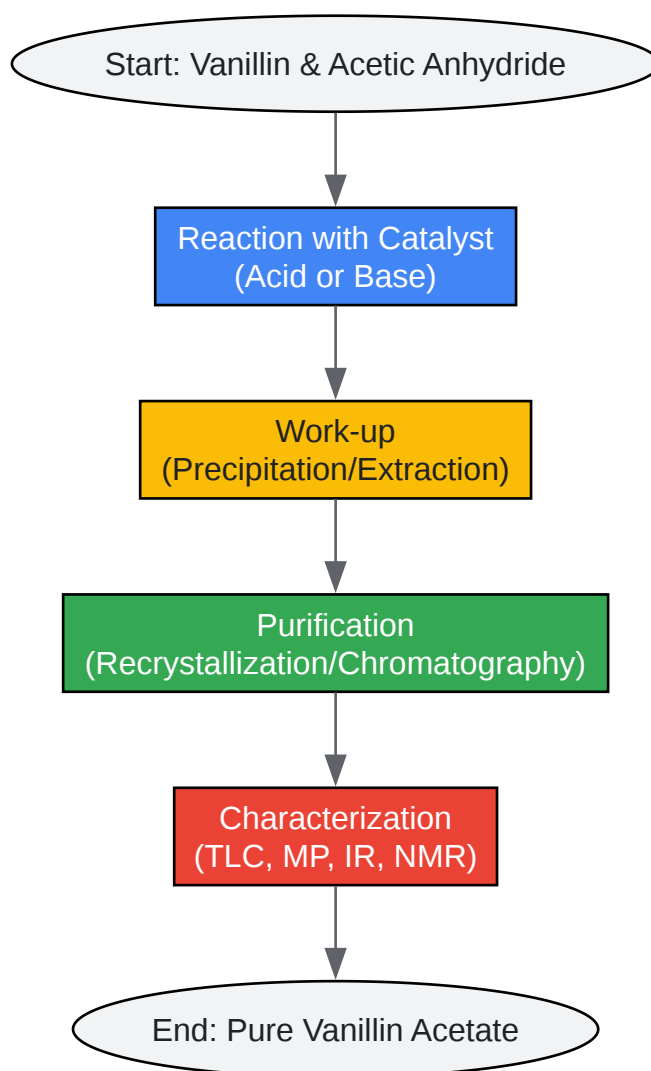 Start: Vanillin & Acetic Anhydride
Reaction with Catalyst
(Acid or Base)
Work-up
(Precipitation/Extraction)
Purification
(Recrystallization/Chromatography)
Characterization
(TLC, MP, IR, NMR)
End: Pure Vanillin Acetate